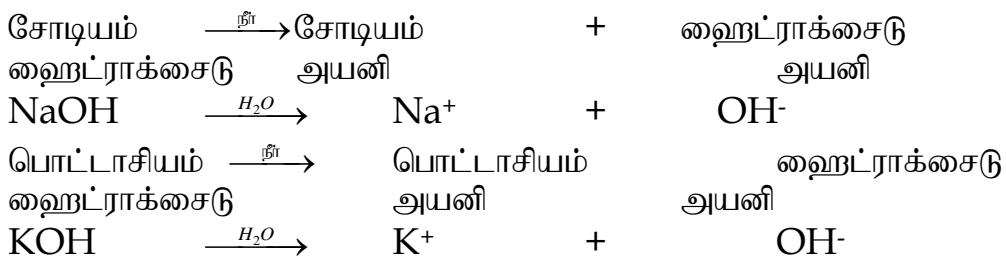 சோடியம் நீர்→ சோடியம் + ஹைட்ராக்சைடு
ஹைட்ராக்சைடு அயனி அயனி
NaOH H₂O→ Na⁺ + OH⁻
பொட்டாசியம் நீர்→ பொட்டாசியம் ஹைட்ராக்சைடு
ஹைட்ராக்சைடு அயனி அயனி
KOH H₂O→ K⁺ + OH⁻